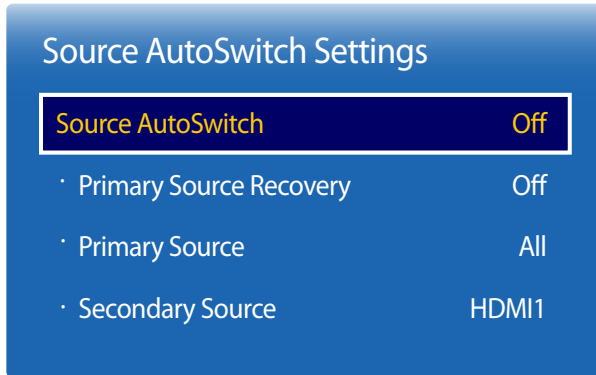 Source AutoSwitch Settings
Source AutoSwitch Off
· Primary Source Recovery Off
· Primary Source All
· Secondary Source HDMI1